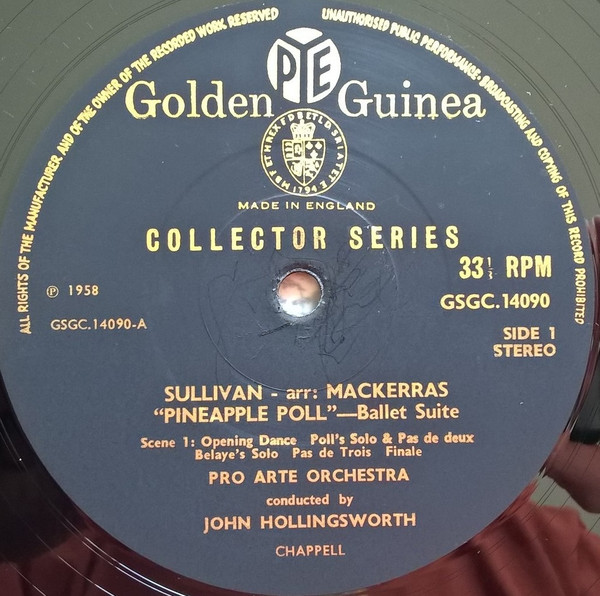 ALL RIGHTS OF THE MANUFACTURER AND OF THE OWNER OF THE RECORDED WORK RESERVED
UNAUTHORISED PUBLIC PERFORMANCE · BROADCASTING AND COPYING OF THIS RECORD PROHIBITED
PYE
Golden Guinea
1794
MADE IN ENGLAND
COLLECTOR SERIES
33⅓ RPM
℗ 1958
GSGC.14090
GSGC.14090-A
SIDE 1
STEREO
SULLIVAN - arr: MACKERRAS
"PINEAPPLE POLL"—Ballet Suite
Scene 1: Opening Dance Poll's Solo & Pas de deux
Belaye's Solo Pas de Trois Finale
PRO ARTE ORCHESTRA
conducted by
JOHN HOLLINGSWORTH
CHAPPELL